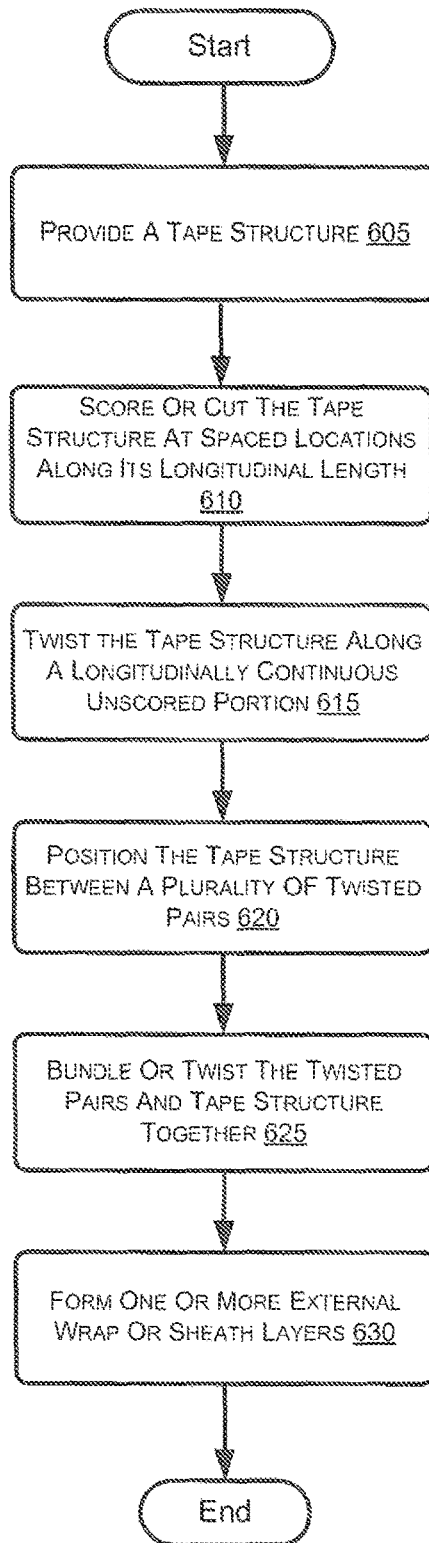 Start
PROVIDE A TAPE STRUCTURE 605
SCORE OR CUT THE TAPE
STRUCTURE AT SPACED LOCATIONS
ALONG ITS LONGITUDINAL LENGTH
610
TWIST THE TAPE STRUCTURE ALONG
A LONGITUDINALLY CONTINUOUS
UNSCORED PORTION 615
POSITION THE TAPE STRUCTURE
BETWEEN A PLURALITY OF TWISTED
PAIRS 620
BUNDLE OR TWIST THE TWISTED
PAIRS AND TAPE STRUCTURE
TOGETHER 625
FORM ONE OR MORE EXTERNAL
WRAP OR SHEATH LAYERS 630
End